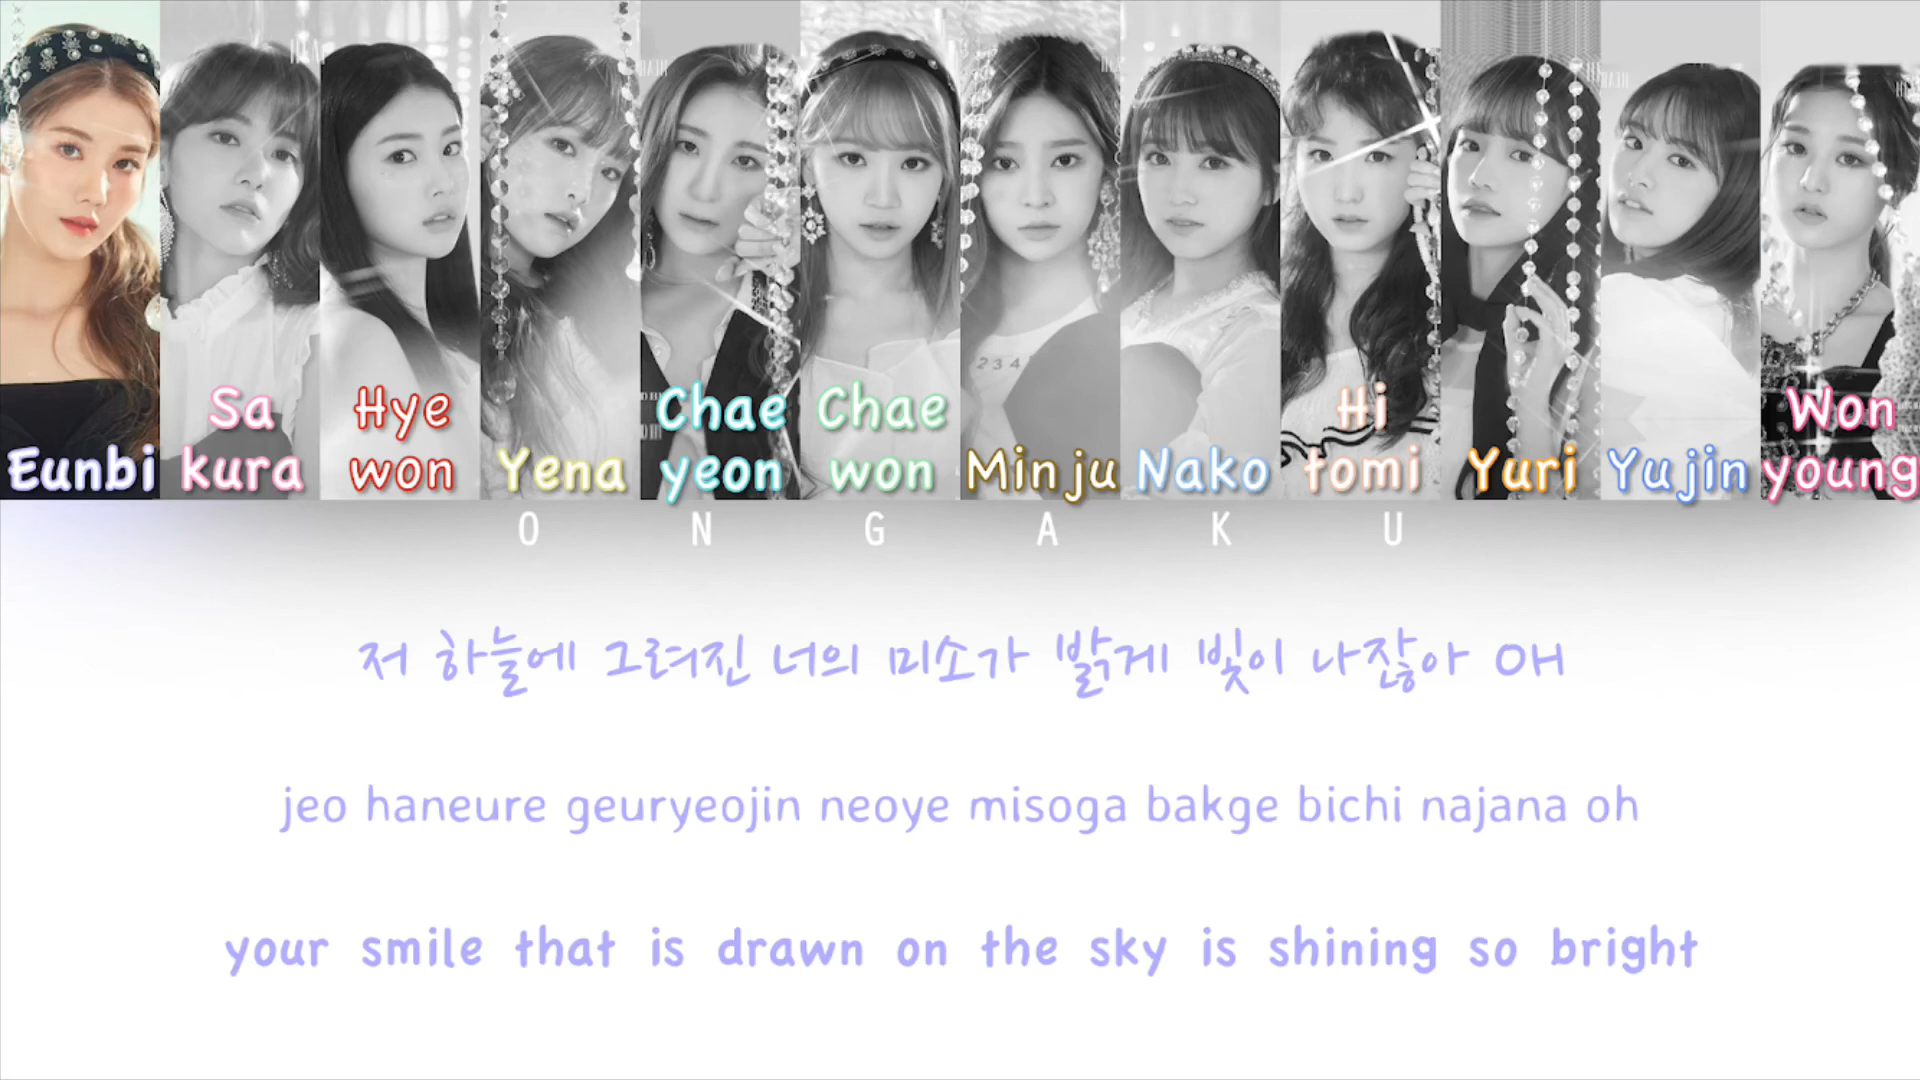 Eunbi
Sa
kura
Hye
won
Yena
Chae
yeon
Chae
won
Minju
Nako
Hi
tomi
Yuri
Yujin
Won
young
O N G A K U
저 하늘에 그려진 너의 미소가 밝게 빛이 나잖아 OH
jeo haneure geuryeojin neoye misoga bakge bichi najana oh
your smile that is drawn on the sky is shining so bright